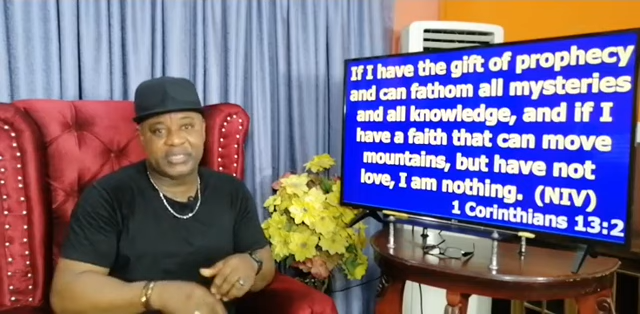 If I have the gift of prophecy
and can fathom all mysteries
and all knowledge, and if I
have a faith that can move
mountains, but have not
love, I am nothing. (NIV)
1 Corinthians 13:2